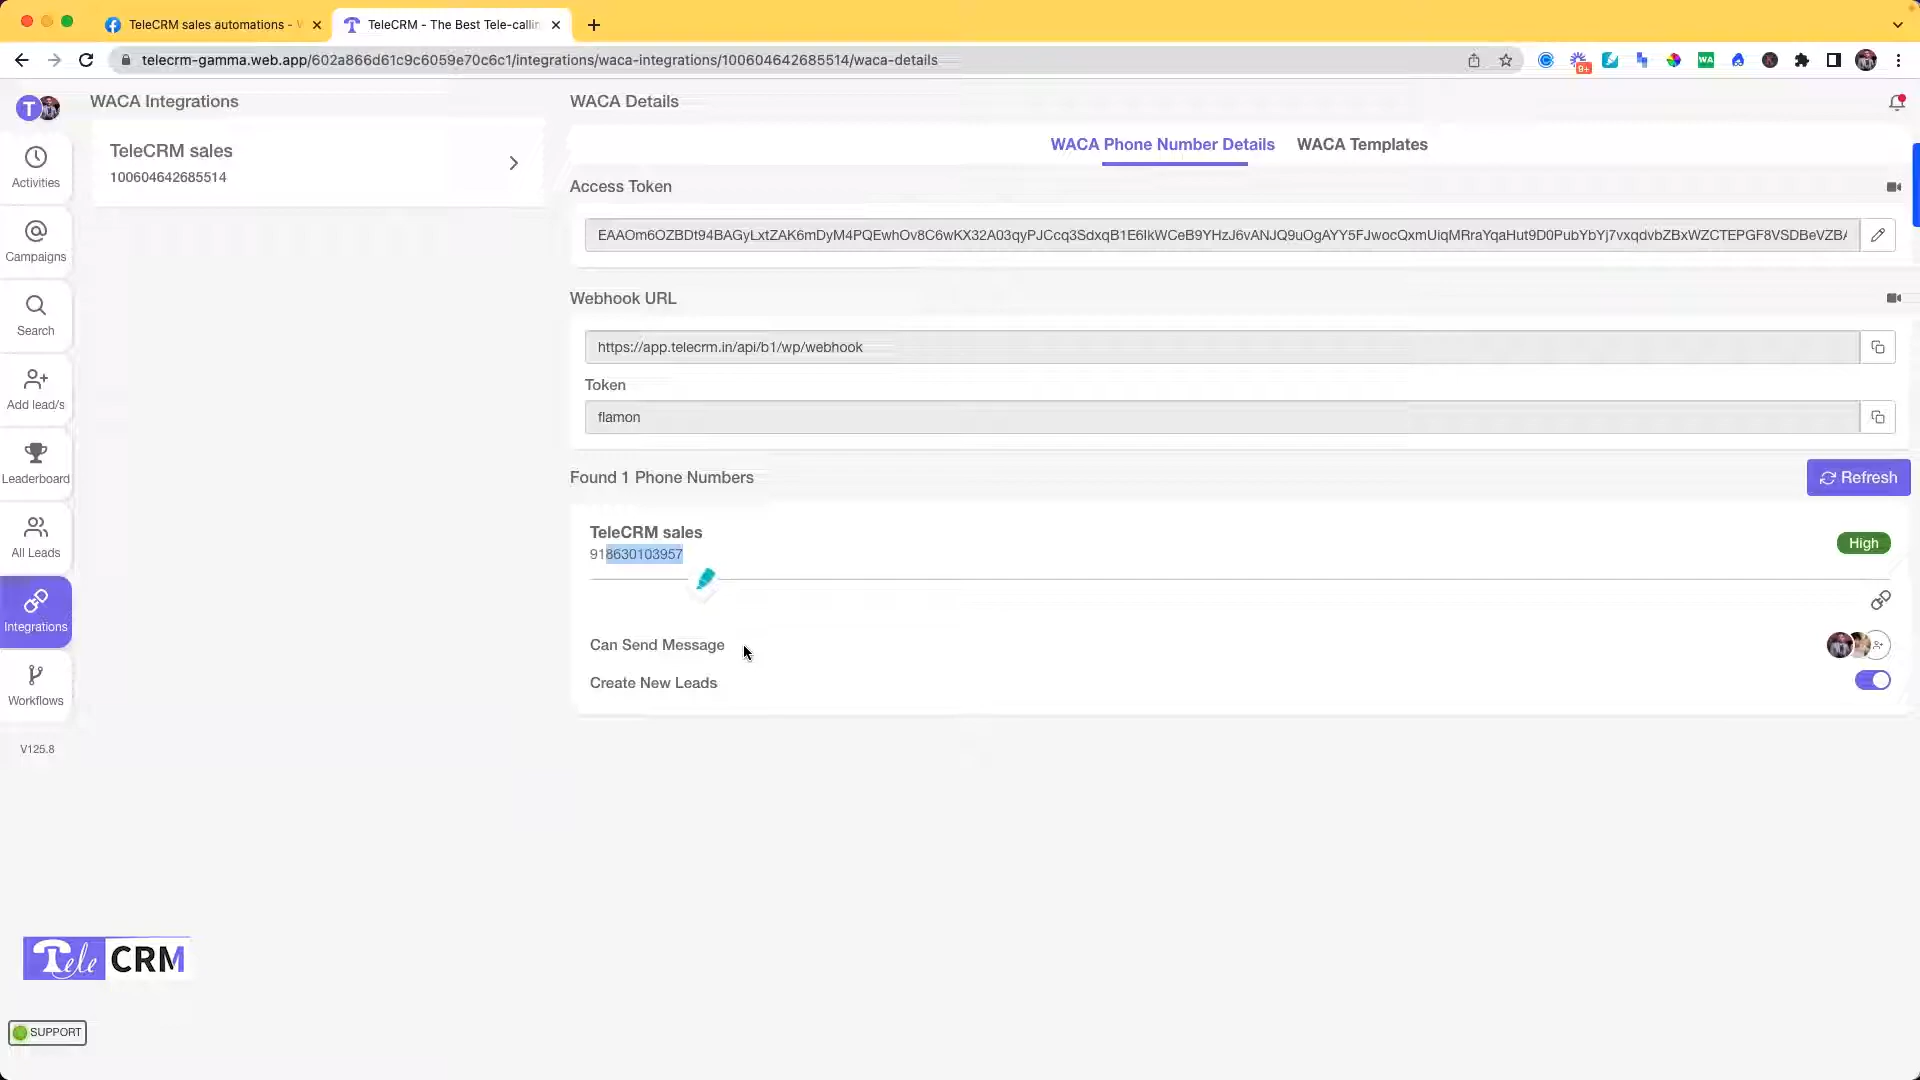 TeleCRM sales automations -
TeleCRM - The Best Tele-callin
telecrm-gamma.web.app/602a866d61c9c6059e70c6c1/integrations/waca-integrations/100604642685514/waca-details
9+
WA
T
WACA Integrations
WACA Details
TeleCRM sales
100604642685514
WACA Phone Number Details
WACA Templates
Activities
Campaigns
Search
Add lead/s
Leaderboard
All Leads
Integrations
Workflows
V125.8
Access Token
EAAOm6OZBDt94BAGyLxtZAK6mDyM4PQEwhOv8C6wKX32A03qyPJCcq3SdxqB1E6IkWCeB9YHzJ6vANJQ9uOgAYY5FJwocQxmUiqMRraYqaHut9D0PubYbYj7vxqdvbZBxWZCTEPGF8VSDBeVZB
Webhook URL
https://app.telecrm.in/api/b1/wp/webhook
Token
flamon
Found 1 Phone Numbers
Refresh
TeleCRM sales
918630103957
High
Can Send Message
Create New Leads
Tele CRM
SUPPORT